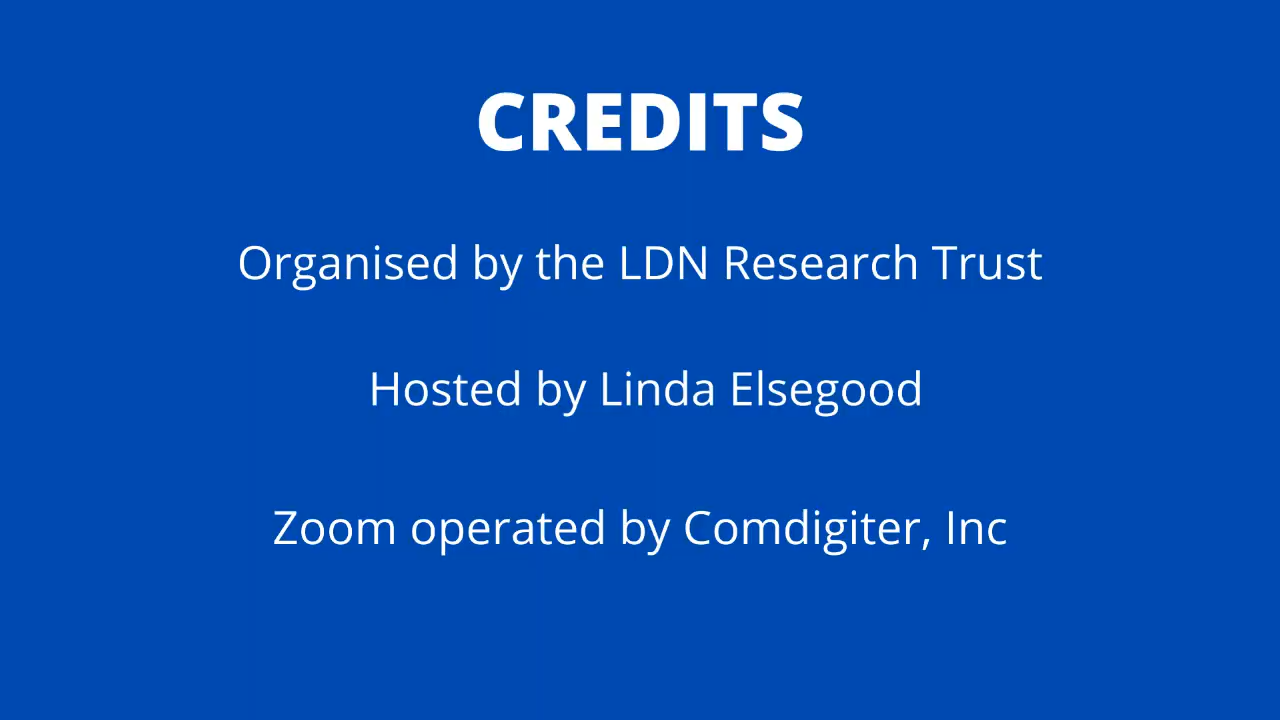 CREDITS
Organised by the LDN Research Trust
Hosted by Linda Elsegood
Zoom operated by Comdigiter, Inc